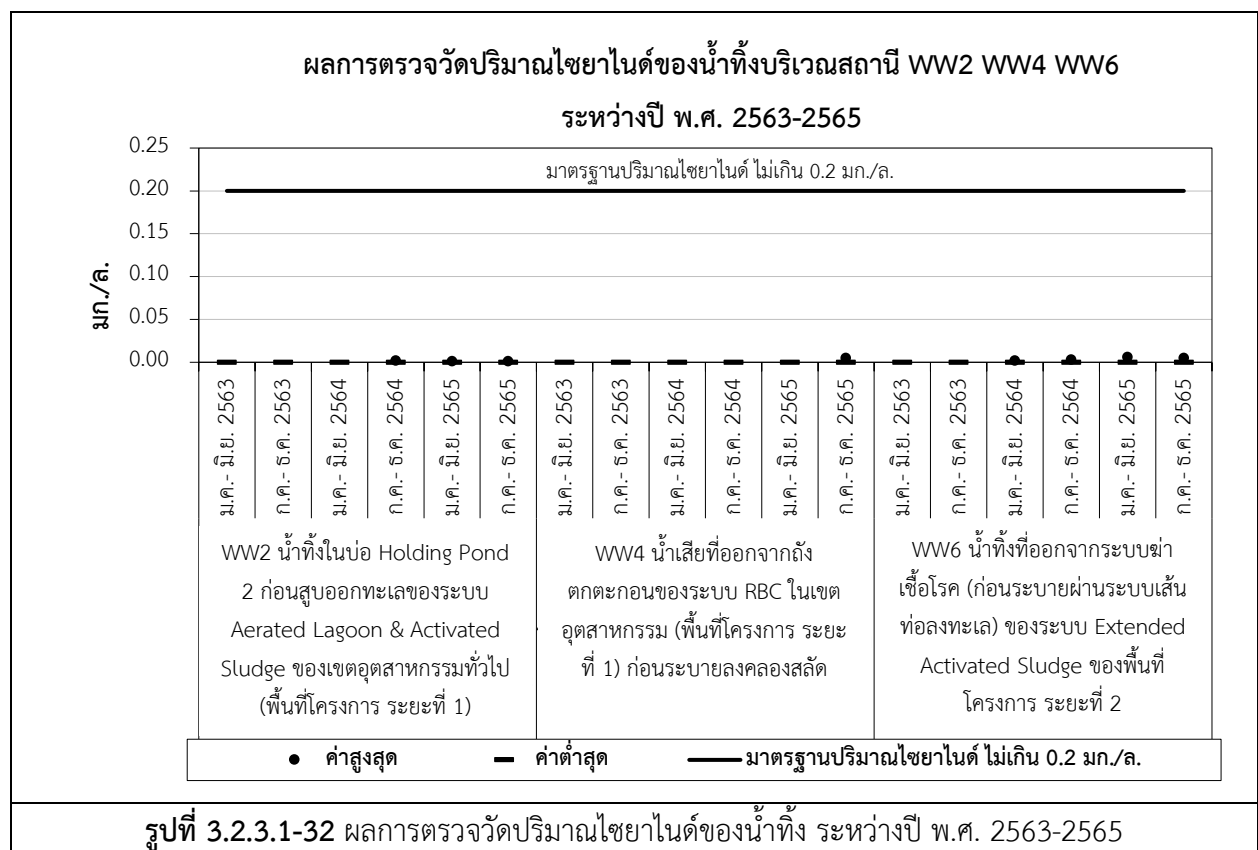 ผลการตรวจวัดปริมาณไซยาไนด์ของน้ำทิ้งบริเวณสถานี WW2 WW4 WW6
ระหว่างปี พ.ศ. 2563-2565
มาตรฐานปริมาณไซยาไนด์ ไม่เกิน 0.2 มก./ล.
0.25
0.20
0.15
0.10
0.05
0.00
มก./ล.
ม.ค.- มิ.ย. 2563
ก.ค.- ธ.ค. 2563
ม.ค.- มิ.ย. 2564
ก.ค.- ธ.ค. 2564
ม.ค.- มิ.ย. 2565
ก.ค.- ธ.ค. 2565
ม.ค.- มิ.ย. 2563
ก.ค.- ธ.ค. 2563
ม.ค.- มิ.ย. 2564
ก.ค.- ธ.ค. 2564
ม.ค.- มิ.ย. 2565
ก.ค.- ธ.ค. 2565
ม.ค.- มิ.ย. 2563
ก.ค.- ธ.ค. 2563
ม.ค.- มิ.ย. 2564
ก.ค.- ธ.ค. 2564
ม.ค.- มิ.ย. 2565
ก.ค.- ธ.ค. 2565
WW2 น้ำทิ้งในบ่อ Holding Pond
2 ก่อนสูบออกทะเลของระบบ
Aerated Lagoon & Activated
Sludge ของเขตอุตสาหกรรมทั่วไป
(พื้นที่โครงการ ระยะที่ 1)
WW4 น้ำเสียที่ออกจากถัง
ตกตะกอนของระบบ RBC ในเขต
อุตสาหกรรม (พื้นที่โครงการ ระยะ
ที่ 1) ก่อนระบายลงคลองสลัด
WW6 น้ำทิ้งที่ออกจากระบบฆ่า
เชื้อโรค (ก่อนระบายผ่านระบบเส้น
ท่อลงทะเล) ของระบบ Extended
Activated Sludge ของพื้นที่
โครงการ ระยะที่ 2
ค่าสูงสุด ค่าต่ำสุด มาตรฐานปริมาณไซยาไนด์ ไม่เกิน 0.2 มก./ล.
รูปที่ 3.2.3.1-32 ผลการตรวจวัดปริมาณไซยาไนด์ของน้ำทิ้ง ระหว่างปี พ.ศ. 2563-2565